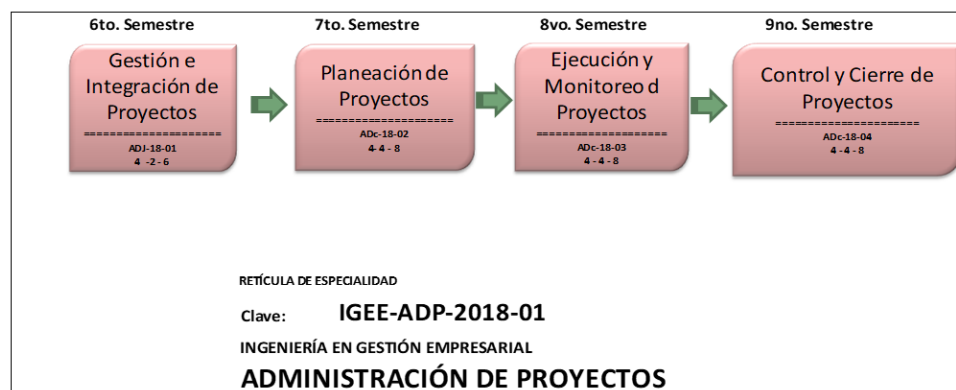 6to. Semestre
7to. Semestre
8vo. Semestre
9no. Semestre
Gestión e
Integración de
Proyectos
=====================
ADJ-18-01
4 -2 - 6
Planeación de
Proyectos
=====================
ADc-18-02
4- 4 - 8
Ejecución y
Monitoreo d
Proyectos
====================
ADc-18-03
4 - 4 - 8
Control y Cierre de
Proyectos
======================
ADc-18-04
4 - 4 - 8
RETÍCULA DE ESPECIALIDAD
Clave: IGEE-ADP-2018-01
INGENIERÍA EN GESTIÓN EMPRESARIAL
ADMINISTRACIÓN DE PROYECTOS